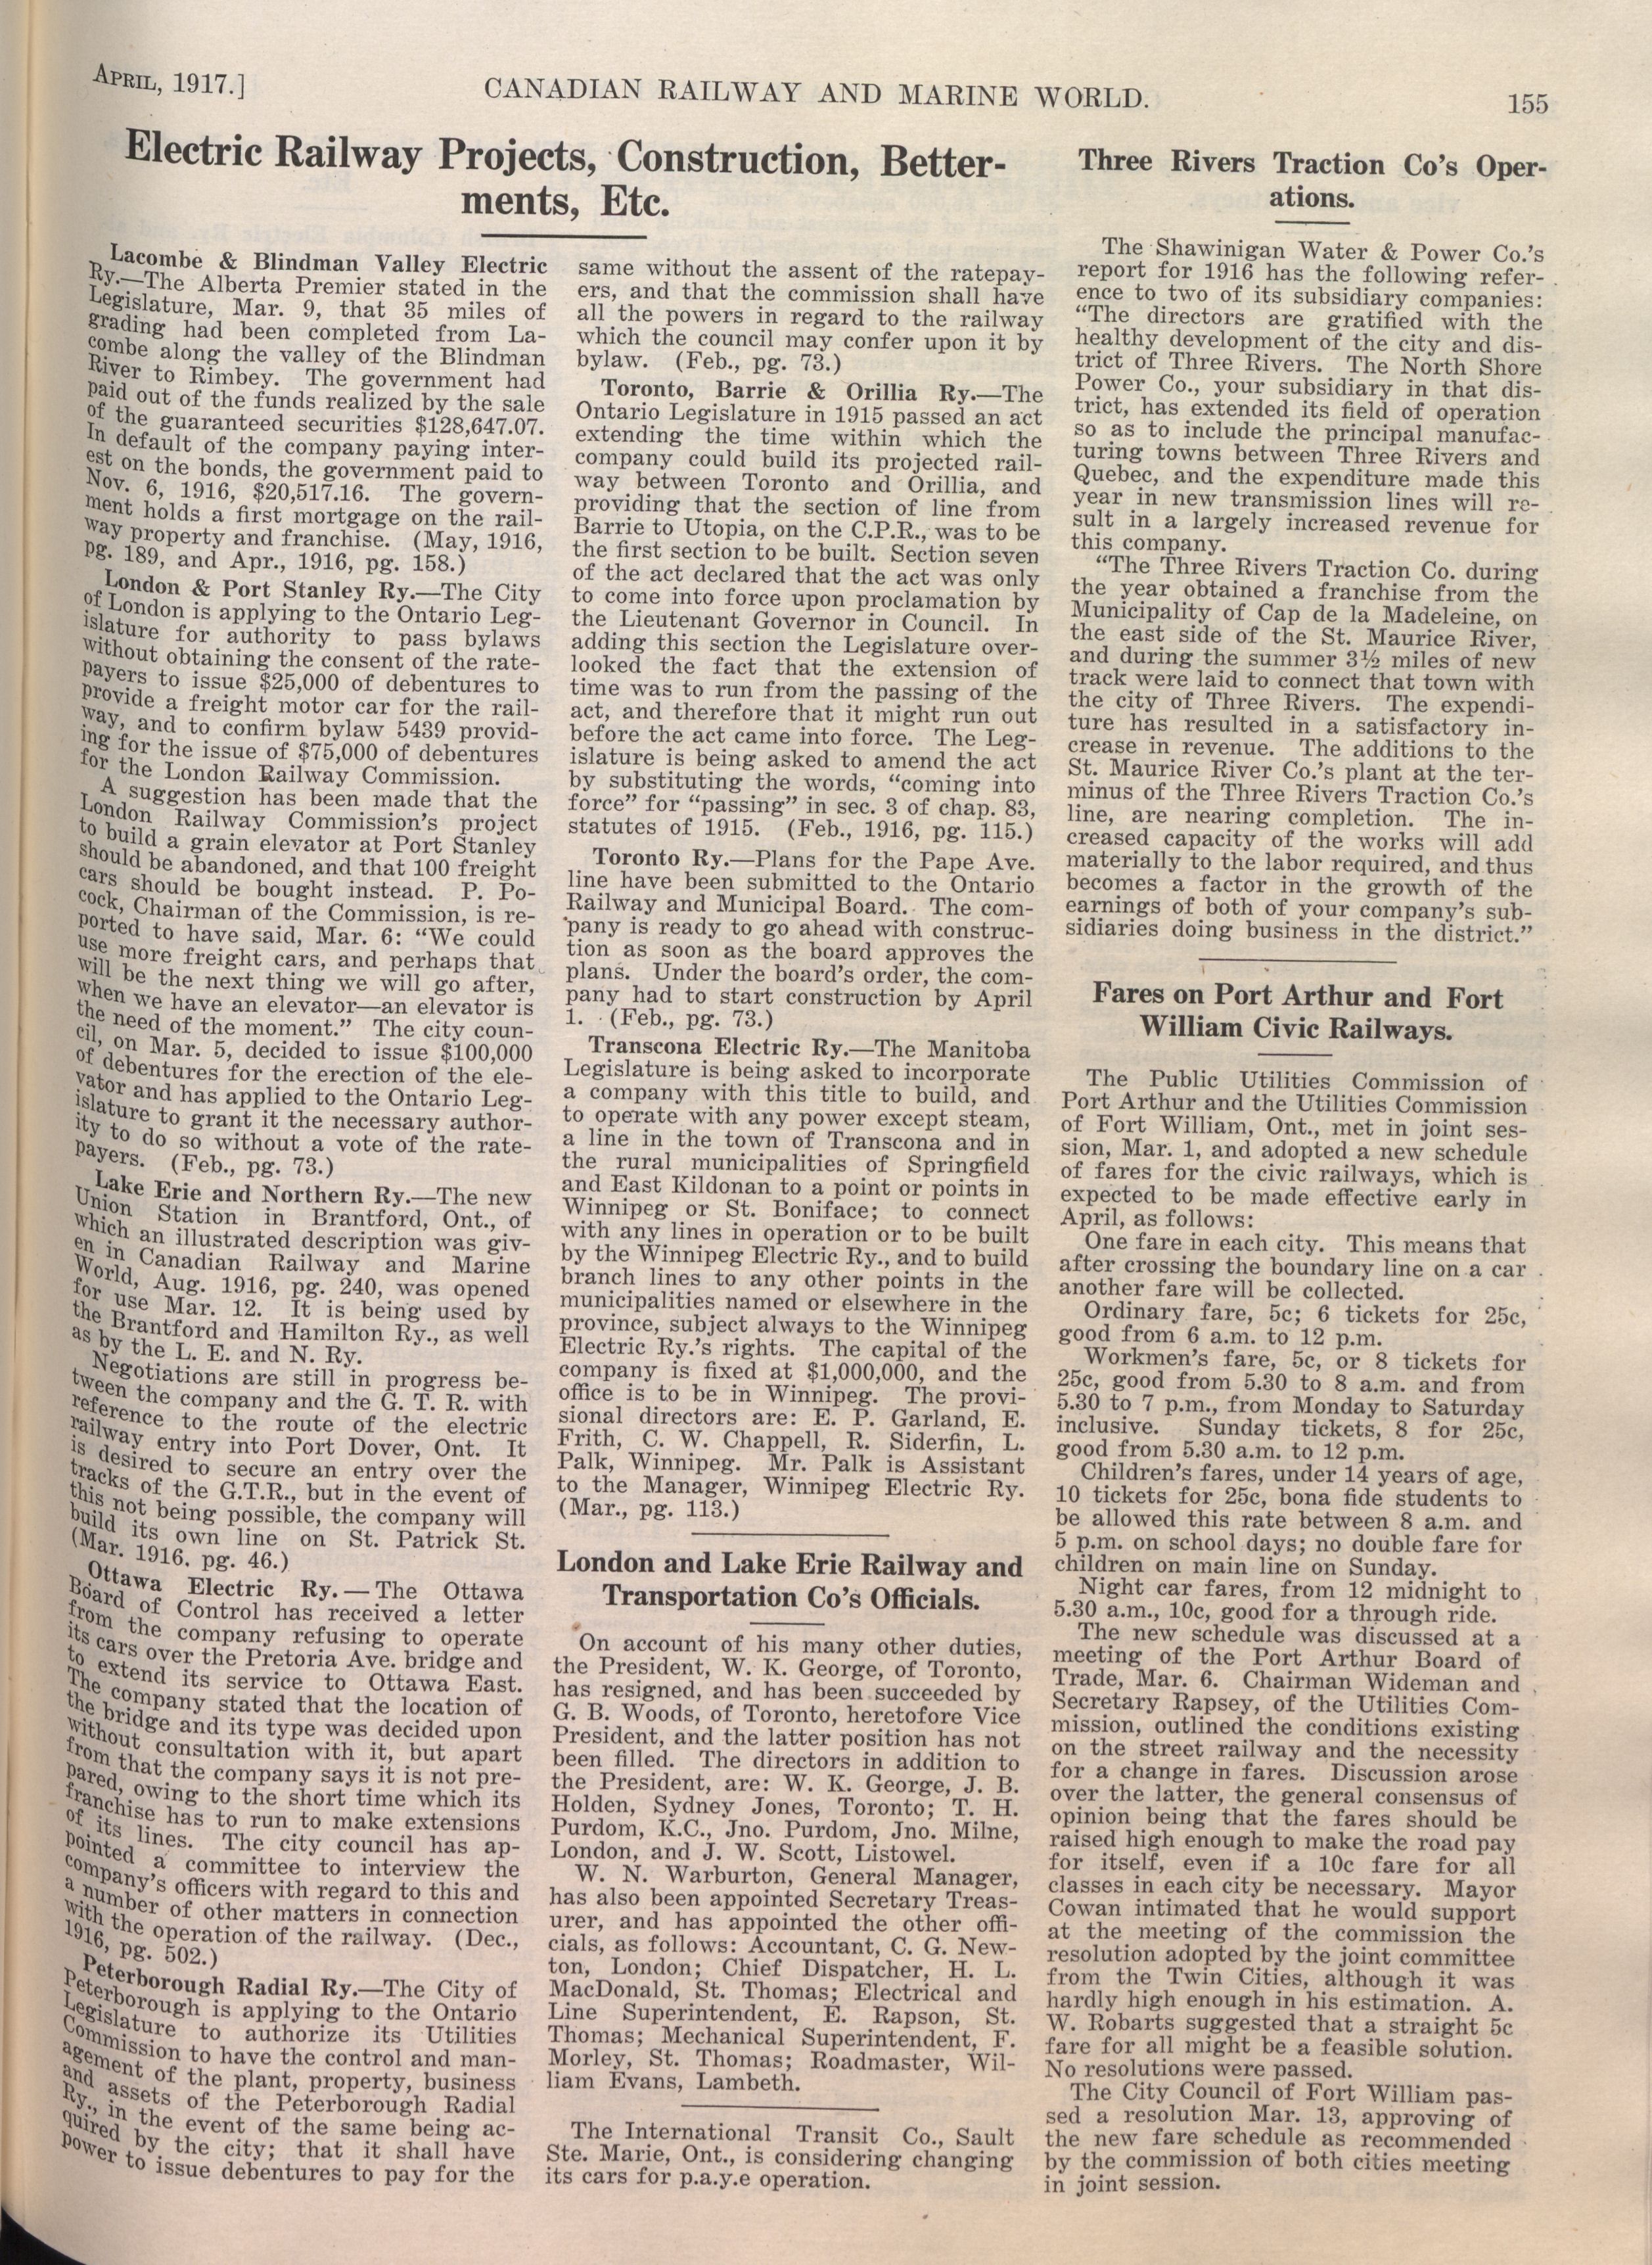 APRIL, 1917.]
CANADIAN RAILWAY AND MARINE WORLD.
155
Electric Railway Projects, Construction, Better-
ments, Etc.
Lacombe & Blindman Valley Electric
Ry.—The Alberta Premier stated in the
Legislature, Mar. 9, that 35 miles of
grading had been completed from La-
combe along the valley of the Blindman
River to Rimbey. The government had
paid out of the funds realized by the sale
of the guaranteed securities $128,647.07.
In default of the company paying inter-
est on the bonds, the government paid to
Nov. 6, 1916, $20,517.16. The govern-
ment holds a first mortgage on the rail-
way property and franchise. (May, 1916,
pg. 189, and Apr., 1916, pg. 158.)
London & Port Stanley Ry.—The City
of London is applying to the Ontario Leg-
islature for authority to pass bylaws
without obtaining the consent of the rate-
payers to issue $25,000 of debentures to
provide a freight motor car for the rail-
way, and to confirm bylaw 5439 provid-
ing for the issue of $75,000 of debentures
for the London Railway Commission.
A suggestion has been made that the
London Railway Commission's project
to build a grain elevator at Port Stanley
should be abandoned, and that 100 freight
cars should be bought instead. P. Po-
cock, Chairman of the Commission, is re-
ported to have said, Mar. 6: "We could
use more freight cars, and perhaps that
will be the next thing we will go after,
when we have an elevator—an elevator is
the need of the moment." The city coun-
cil, on Mar. 5, decided to issue $100,000
of debentures for the erection of the ele-
vator and has applied to the Ontario Leg-
islature to grant it the necessary author-
ity to do so without a vote of the rate-
payers. (Feb., pg. 73.)
Lake Erie and Northern Ry.—The new
Union Station in Brantford, Ont., of
which an illustrated description was giv-
en in Canadian Railway and Marine
World, Aug. 1916, pg. 240, was opened
for use Mar. 12. It is being used by
the Brantford and Hamilton Ry., as well
as by the L. E. and N. Ry.
Negotiations are still in progress be-
tween the company and the G. T. R. with
reference to the route of the electric
railway entry into Port Dover, Ont. It
is desired to secure an entry over the
tracks of the G.T.R., but in the event of
this not being possible, the company will
build its own line on St. Patrick St.
(Mar. 1916. pg. 46.)
Ottawa Electric Ry.—The Ottawa
Board of Control has received a letter
from the company refusing to operate
its cars over the Pretoria Ave. bridge and
to extend its service to Ottawa East.
The company stated that the location of
the bridge and its type was decided upon
without consultation with it, but apart
from that the company says it is not pre-
pared, owing to the short time which its
franchise has to run to make extensions
of its lines. The city council has ap-
pointed a committee to interview the
company's officers with regard to this and
a number of other matters in connection
with the operation of the railway. (Dec.,
1916, pg. 502.)
Peterborough Radial Ry.—The City of
Peterborough is applying to the Ontario
Legislature to authorize its Utilities
Commission to have the control and man-
agement of the plant, property, business
and assets of the Peterborough Radial
Ry., in the event of the same being ac-
quired by the city; that it shall have
power to issue debentures to pay for the
same without the assent of the ratepay-
ers, and that the commission shall have
all the powers in regard to the railway
which the council may confer upon it by
bylaw. (Feb., pg. 73.)
Toronto, Barrie & Orillia Ry.—The
Ontario Legislature in 1915 passed an act
extending the time within which the
company could build its projected rail-
way between Toronto and Orillia, and
providing that the section of line from
Barrie to Utopia, on the C.P.R., was to be
the first section to be built. Section seven
of the act declared that the act was only
to come into force upon proclamation by
the Lieutenant Governor in Council. In
adding this section the Legislature over-
looked the fact that the extension of
time was to run from the passing of the
act, and therefore that it might run out
before the act came into force. The Leg-
islature is being asked to amend the act
by substituting the words, "coming into
force" for "passing" in sec. 3 of chap. 83,
statutes of 1915. (Feb., 1916, pg. 115.)
Toronto Ry.—Plans for the Pape Ave.
line have been submitted to the Ontario
Railway and Municipal Board. The com-
pany is ready to go ahead with construc-
tion as soon as the board approves the
plans. Under the board's order, the com-
pany had to start construction by April
1. (Feb., pg. 73.)
Transcona Electric Ry.—The Manitoba
Legislature is being asked to incorporate
a company with this title to build, and
to operate with any power except steam,
a line in the town of Transcona and in
the rural municipalities of Springfield
and East Kildonan to a point or points in
Winnipeg or St. Boniface; to connect
with any lines in operation or to be built
by the Winnipeg Electric Ry., and to build
branch lines to any other points in the
municipalities named or elsewhere in the
province, subject always to the Winnipeg
Electric Ry.'s rights. The capital of the
company is fixed at $1,000,000, and the
office is to be in Winnipeg. The provi-
sional directors are: E. P. Garland, E.
Frith, C. W. Chappell, R. Siderfin, L.
Palk, Winnipeg. Mr. Palk is Assistant
to the Manager, Winnipeg Electric Ry.
(Mar., pg. 113.)
London and Lake Erie Railway and
Transportation Co's Officials.
On account of his many other duties,
the President, W. K. George, of Toronto,
has resigned, and has been succeeded by
G. B. Woods, of Toronto, heretofore Vice
President, and the latter position has not
been filled. The directors in addition to
the President, are: W. K. George, J. B.
Holden, Sydney Jones, Toronto; T. H.
Purdom, K.C., Jno. Purdom, Jno. Milne,
London, and J. W. Scott, Listowel.
W. N. Warburton, General Manager,
has also been appointed Secretary Treas-
urer, and has appointed the other offi-
cials, as follows: Accountant, C. G. New-
ton, London; Chief Dispatcher, H. L.
MacDonald, St. Thomas; Electrical and
Line Superintendent, E. Rapson, St.
Thomas; Mechanical Superintendent, F.
Morley, St. Thomas; Roadmaster, Wil-
liam Evans, Lambeth.
The International Transit Co., Sault
Ste. Marie, Ont., is considering changing
its cars for p.a.y.e operation.
Three Rivers Traction Co's Oper-
ations.
The Shawinigan Water & Power Co.'s
report for 1916 has the following refer-
ence to two of its subsidiary companies:
"The directors are gratified with the
healthy development of the city and dis-
trict of Three Rivers. The North Shore
Power Co., your subsidiary in that dis-
trict, has extended its field of operation
so as to include the principal manufac-
turing towns between Three Rivers and
Quebec, and the expenditure made this
year in new transmission lines will re-
sult in a largely increased revenue for
this company.
"The Three Rivers Traction Co. during
the year obtained a franchise from the
Municipality of Cap de la Madeleine, on
the east side of the St. Maurice River,
and during the summer 3½ miles of new
track were laid to connect that town with
the city of Three Rivers. The expendi-
ture has resulted in a satisfactory in-
crease in revenue. The additions to the
St. Maurice River Co.'s plant at the ter-
minus of the Three Rivers Traction Co.'s
line, are nearing completion. The in-
creased capacity of the works will add
materially to the labor required, and thus
becomes a factor in the growth of the
earnings of both of your company's sub-
sidiaries doing business in the district."
Fares on Port Arthur and Fort
William Civic Railways.
The Public Utilities Commission of
Port Arthur and the Utilities Commission
of Fort William, Ont., met in joint ses-
sion, Mar. 1, and adopted a new schedule
of fares for the civic railways, which is
expected to be made effective early in
April, as follows:
One fare in each city. This means that
after crossing the boundary line on a car
another fare will be collected.
Ordinary fare, 5c; 6 tickets for 25c,
good from 6 a.m. to 12 p.m.
Workmen's fare, 5c, or 8 tickets for
25c, good from 5.30 to 8 a.m. and from
5.30 to 7 p.m., from Monday to Saturday
inclusive. Sunday tickets, 8 for 25c,
good from 5.30 a.m. to 12 p.m.
Children's fares, under 14 years of age,
10 tickets for 25c, bona fide students to
be allowed this rate between 8 a.m. and
5 p.m. on school days; no double fare for
children on main line on Sunday.
Night car fares, from 12 midnight to
5.30 a.m., 10c, good for a through ride.
The new schedule was discussed at a
meeting of the Port Arthur Board of
Trade, Mar. 6. Chairman Wideman and
Secretary Rapsey, of the Utilities Com-
mission, outlined the conditions existing
on the street railway and the necessity
for a change in fares. Discussion arose
over the latter, the general consensus of
opinion being that the fares should be
raised high enough to make the road pay
for itself, even if a 10c fare for all
classes in each city be necessary. Mayor
Cowan intimated that he would support
at the meeting of the commission the
resolution adopted by the joint committee
from the Twin Cities, although it was
hardly high enough in his estimation. A.
W. Robarts suggested that a straight 5c
fare for all might be a feasible solution.
No resolutions were passed.
The City Council of Fort William pas-
sed a resolution Mar. 13, approving of
the new fare schedule as recommended
by the commission of both cities meeting
in joint session.